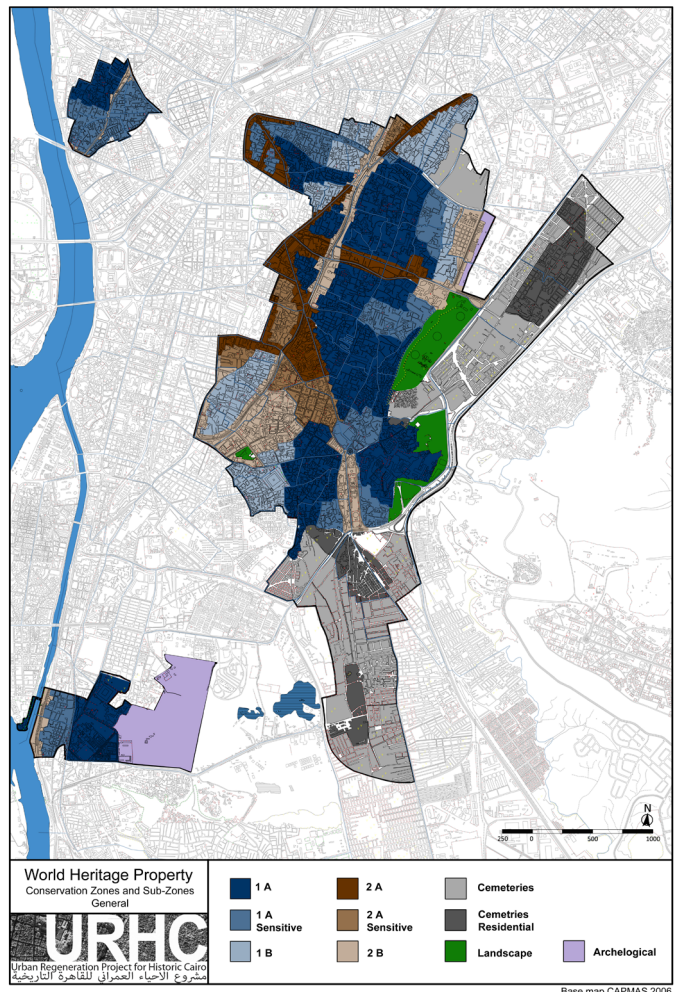 N
250 0 500 1000
World Heritage Property
Conservation Zones and Sub-Zones
General
URHC
Urban Regeneration Project for Historic Cairo
مشروع الاحياء العمراني للقاهرة التاريخية
1 A
1 A
Sensitive
1 B
2 A
2 A
Sensitive
2 B
Cemeteries
Cemetries
Residential
Landscape
Archelogical
Base map CAPMAS 2006